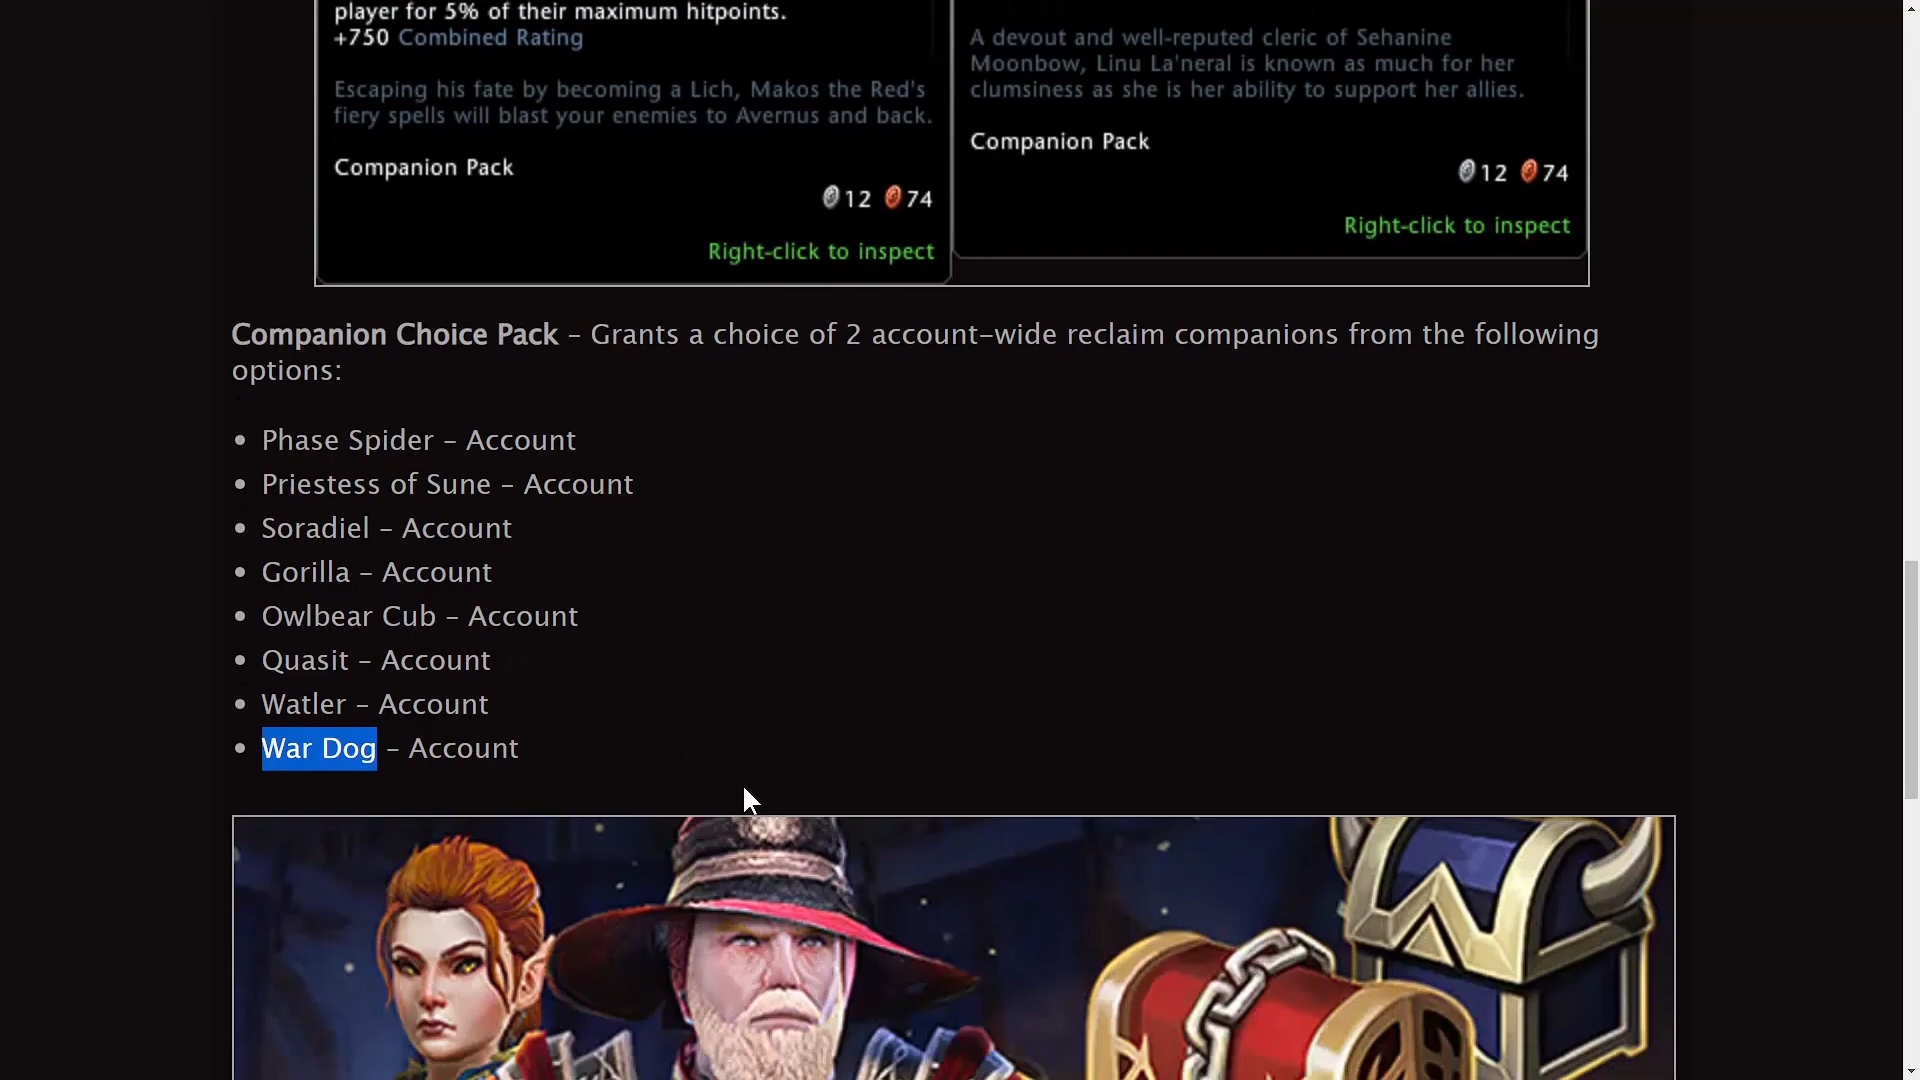 player for 5% of their maximum hitpoints.
+750 Combined Rating
Escaping his fate by becoming a Lich, Makos the Red's
fiery spells will blast your enemies to Avernus and back.
Companion Pack
12 74
Right-click to inspect
A devout and well-reputed cleric of Sehanine
Moonbow, Linu La'neral is known as much for her
clumsiness as she is her ability to support her allies.
Companion Pack
12 74
Right-click to inspect
Companion Choice Pack – Grants a choice of 2 account-wide reclaim companions from the following
options:
• Phase Spider – Account
• Priestess of Sune – Account
• Soradiel – Account
• Gorilla – Account
• Owlbear Cub – Account
• Quasit – Account
• Watler – Account
• War Dog – Account